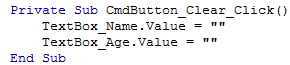 Private Sub CmdButton_Clear_Click()
    TextBox_Name.Value = ""
    TextBox_Age.Value = ""
End Sub